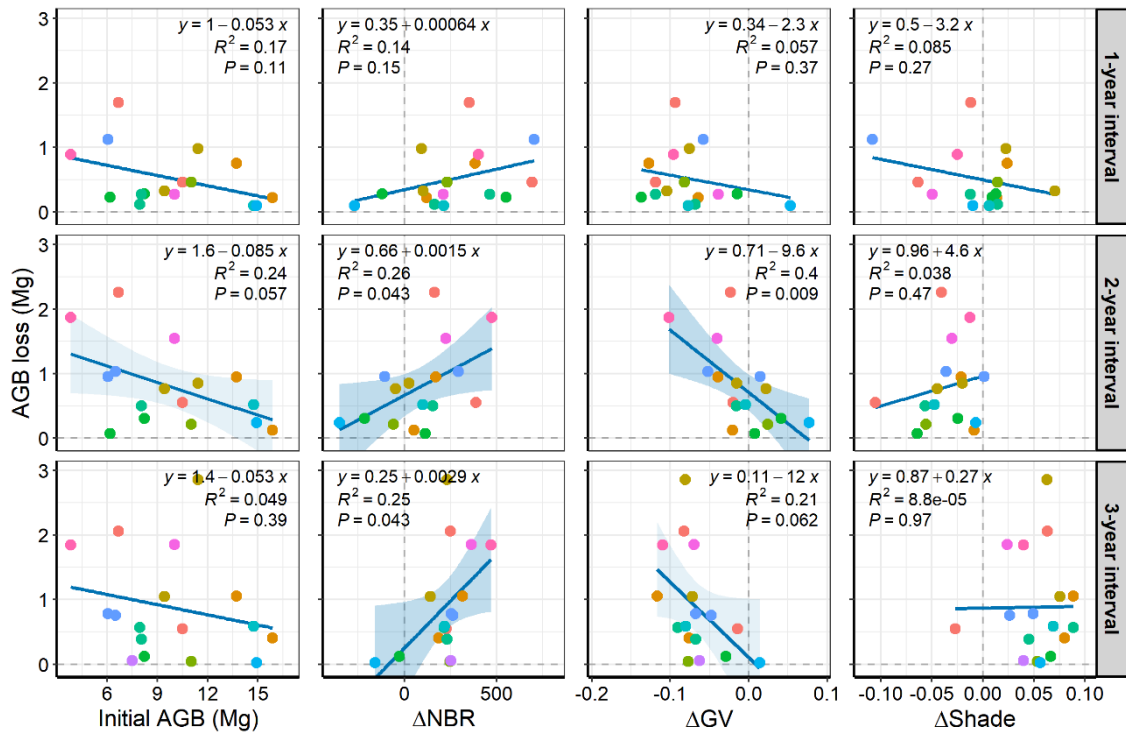 y = 1 − 0.053 x
R² = 0.17
P = 0.11
y = 0.35 + 0.00064 x
R² = 0.14
P = 0.15
y = 0.34 − 2.3 x
R² = 0.057
P = 0.37
y = 0.5 − 3.2 x
R² = 0.085
P = 0.27
1-year interval
3
2
1
0
y = 1.6 − 0.085 x
R² = 0.24
P = 0.057
y = 0.66 + 0.0015 x
R² = 0.26
P = 0.043
y = 0.71 − 9.6 x
R² = 0.4
P = 0.009
y = 0.96 + 4.6 x
R² = 0.038
P = 0.47
2-year interval
AGB loss (Mg)
3
2
1
0
y = 1.4 − 0.053 x
R² = 0.049
P = 0.39
y = 0.25 + 0.0029 x
R² = 0.25
P = 0.043
y = 0.11 − 12 x
R² = 0.21
P = 0.062
y = 0.87 + 0.27 x
R² = 8.8e-05
P = 0.97
3-year interval
3
2
1
0
6 9 12 15
0 500
-0.2 -0.1 0.0 0.1
-0.10 -0.05 0.00 0.05 0.10
Initial AGB (Mg)
ΔNBR
ΔGV
ΔShade